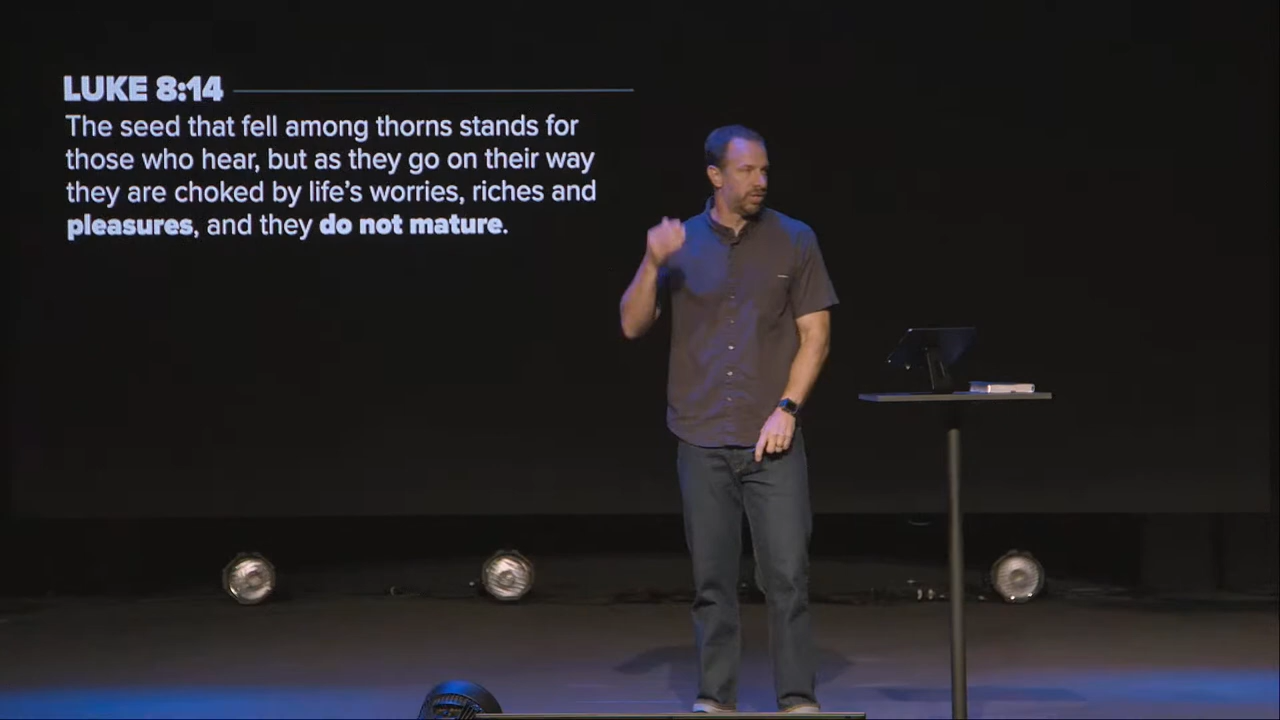 LUKE 8:14
The seed that fell among thorns stands for
those who hear, but as they go on their way
they are choked by life's worries, riches and
pleasures, and they do not mature.